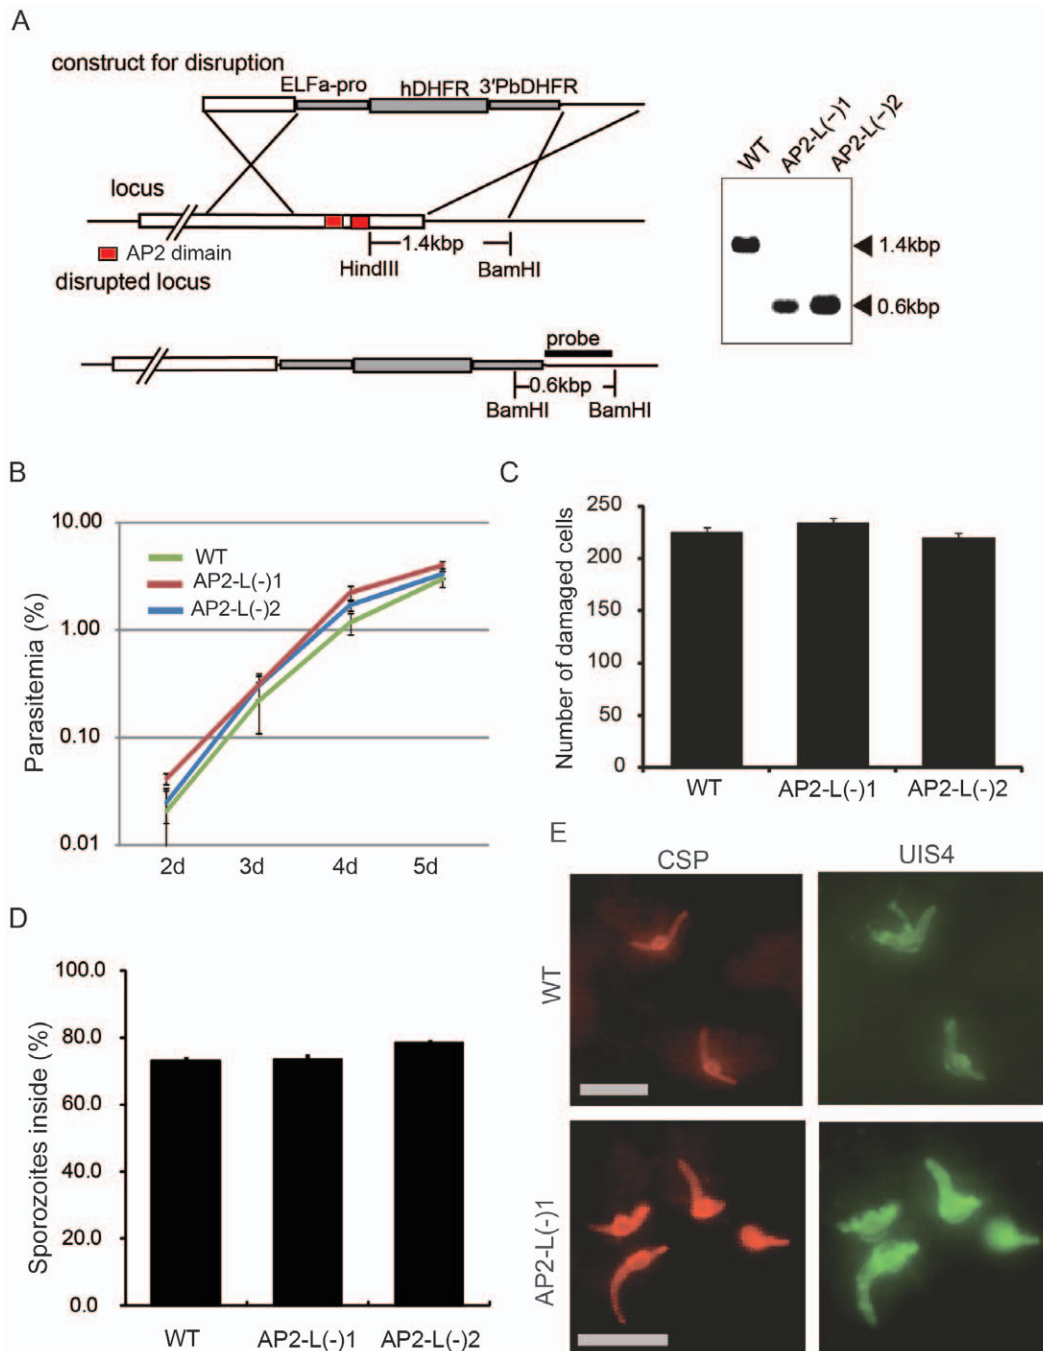 A
construct for disruption
ELFa-pro
hDHFR
3'PbDHFR
locus
AP2 dimain
1.4kbp
HindIII
BamHI
disrupted locus
probe
0.6kbp
BamHI
BamHI
WT
AP2-L(-)1
AP2-L(-)2
1.4kbp
0.6kbp
B
Parasitemia (%)
10.00
1.00
0.10
0.01
WT
AP2-L(-)1
AP2-L(-)2
2d
3d
4d
5d
C
Number of damaged cells
250
200
150
100
50
0
WT
AP2-L(-)1
AP2-L(-)2
D
Sporozoites inside (%)
100.0
80.0
60.0
40.0
20.0
0.0
WT
AP2-L(-)1
AP2-L(-)2
E
CSP
UIS4
WT
AP2-L(-)1